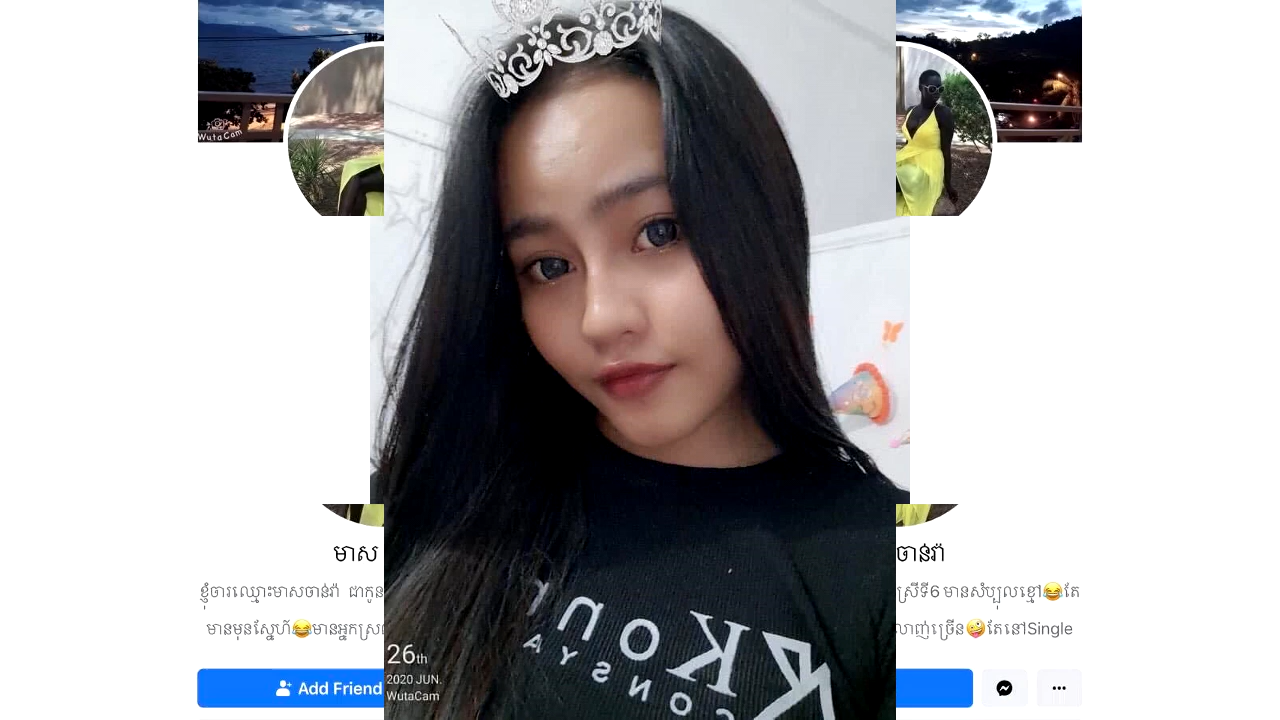 WutaCam
មាស
ចាន់រ៉ា
ខ្ញុំចារឈ្មោះមាសចាន់រ៉ា ជាកូន
ស្រីទី6 មានសំប្បុលខ្មៅ😂តែ
មានមុនស្នែហ៍😂មានអ្នកស្រ
លាញ់ច្រើន🤪តែនៅSingle
26th
2020 JUN.
WutaCam
Add Friend
KONSAY